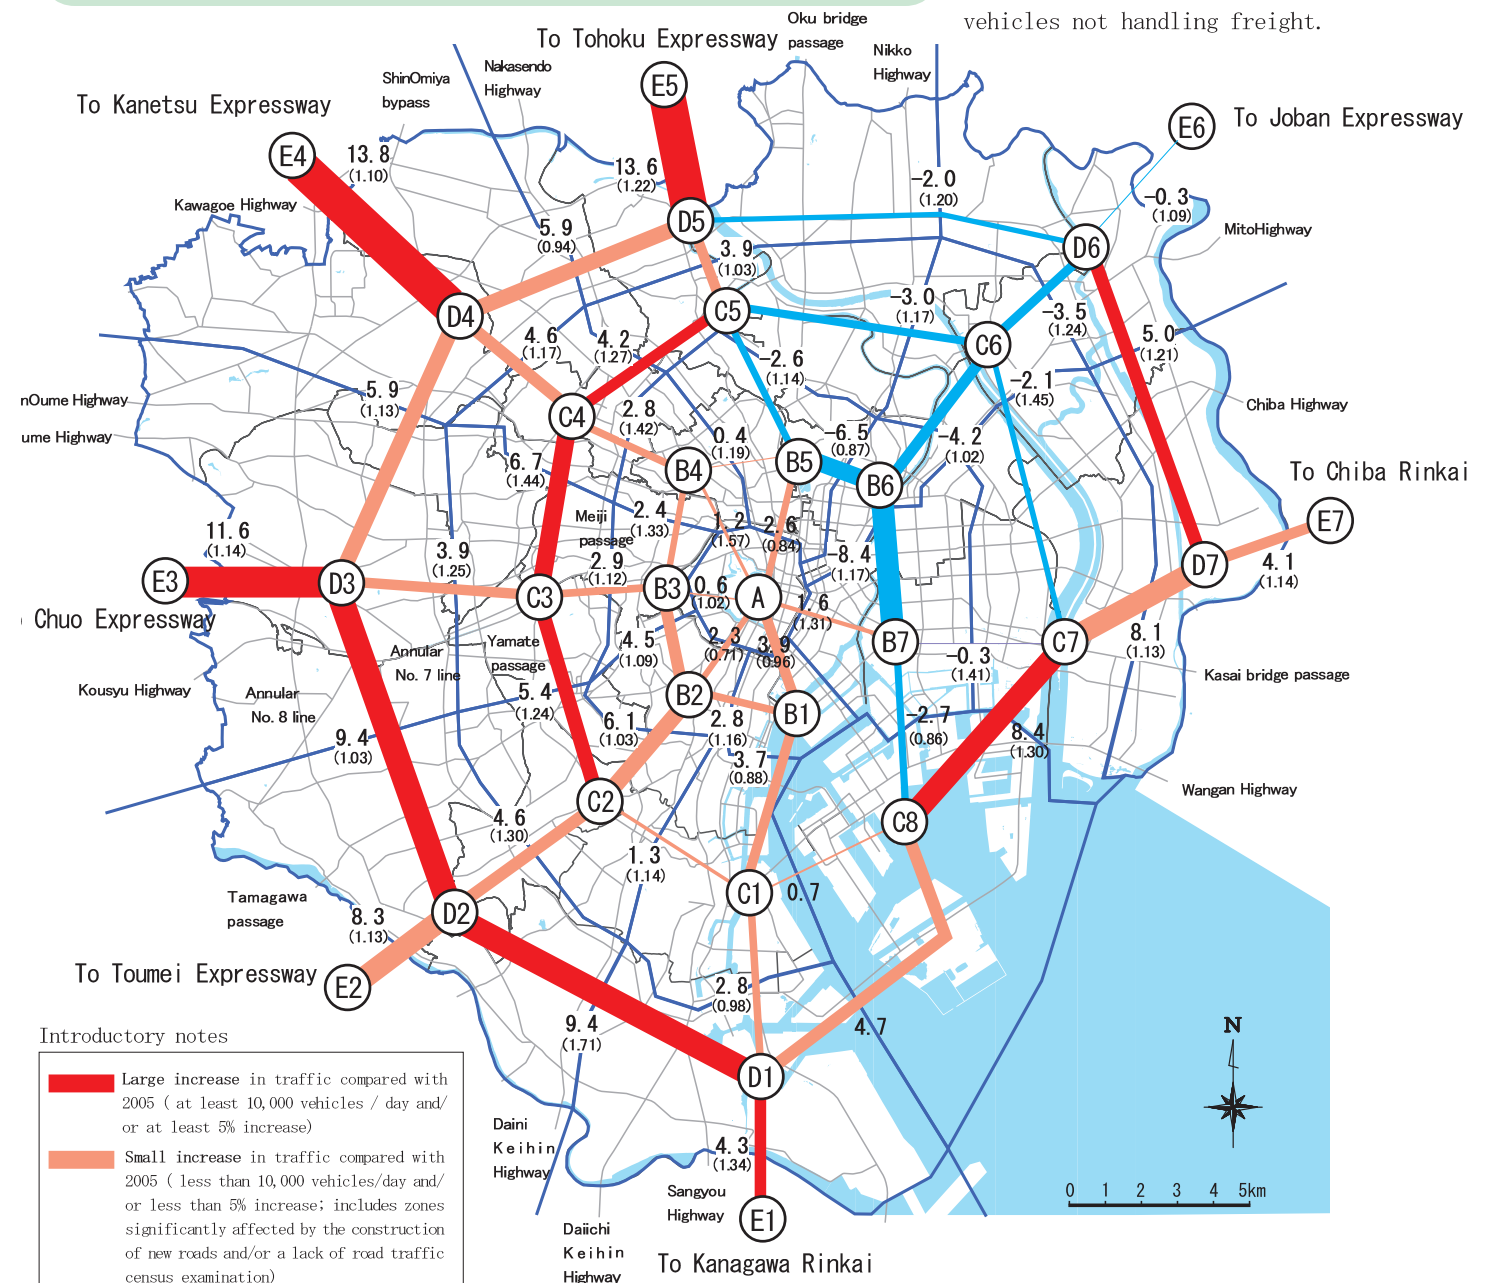 vehicles not handling freight.
Oku bridge
passage
To Tohoku Expressway
Nikko
Highway
Nakasendo
Highway
ShinOmiya
bypass
To Kanetsu Expressway
To Joban Expressway
E5
E6
E4
13.8
(1.10)
13.6
(1.22)
-2.0
(1.20)
-0.3
(1.09)
Kawagoe Highway
MitoHighway
D5
D6
5.9
(0.94)
3.9
(1.03)
-3.0
(1.17)
-3.5
(1.24)
D4
C5
C6
4.6
(1.17)
4.2
(1.27)
5.0
(1.21)
-2.6
(1.14)
-2.1
(1.45)
nOume Highway
5.9
(1.13)
C4
2.8
(1.42)
Chiba Highway
ume Highway
0.4
(1.19)
-6.5
(0.87)
-4.2
(1.02)
6.7
(1.44)
B4
B5
B6
To Chiba Rinkai
E7
Meiji
passage
2.4
(1.33)
1.2
(1.57)
2.6
(0.84)
11.6
(1.14)
3.9
(1.25)
2.9
(1.12)
-8.4
(1.17)
4.1
(1.14)
E3
D3
C3
B3
0.6
(1.02)
A
1.6
(1.31)
D7
Chuo Expressway
Yamate
passage
4.5
(1.09)
2.3
(0.71)
3.9
(0.96)
B7
-0.3
(1.41)
C7
8.1
(1.13)
Annular
No. 7 line
Kasai bridge passage
Kousyu Highway
Annular
No. 8 line
5.4
(1.24)
B2
B1
6.1
(1.03)
2.8
(1.16)
-2.7
(0.86)
8.4
(1.30)
9.4
(1.03)
3.7
(0.88)
Wangan Highway
C2
C8
4.6
(1.30)
1.3
(1.14)
C1
0.7
Tamagawa
passage
8.3
(1.13)
D2
To Toumei Expressway
E2
2.8
(0.98)
9.4
(1.71)
4.7
N
D1
Introductory notes
Large increase in traffic compared with
2005 ( at least 10,000 vehicles / day and/
or at least 5% increase)
Small increase in traffic compared with
2005 ( less than 10,000 vehicles/day and/
or less than 5% increase; includes zones
significantly affected by the construction
of new roads and/or a lack of road traffic
census examination)
Daini
Keihin
Highway
4.3
(1.34)
Sangyou
Highway
E1
0 1 2 3 4 5km
Daiichi
Keihin
Highway
To Kanagawa Rinkai